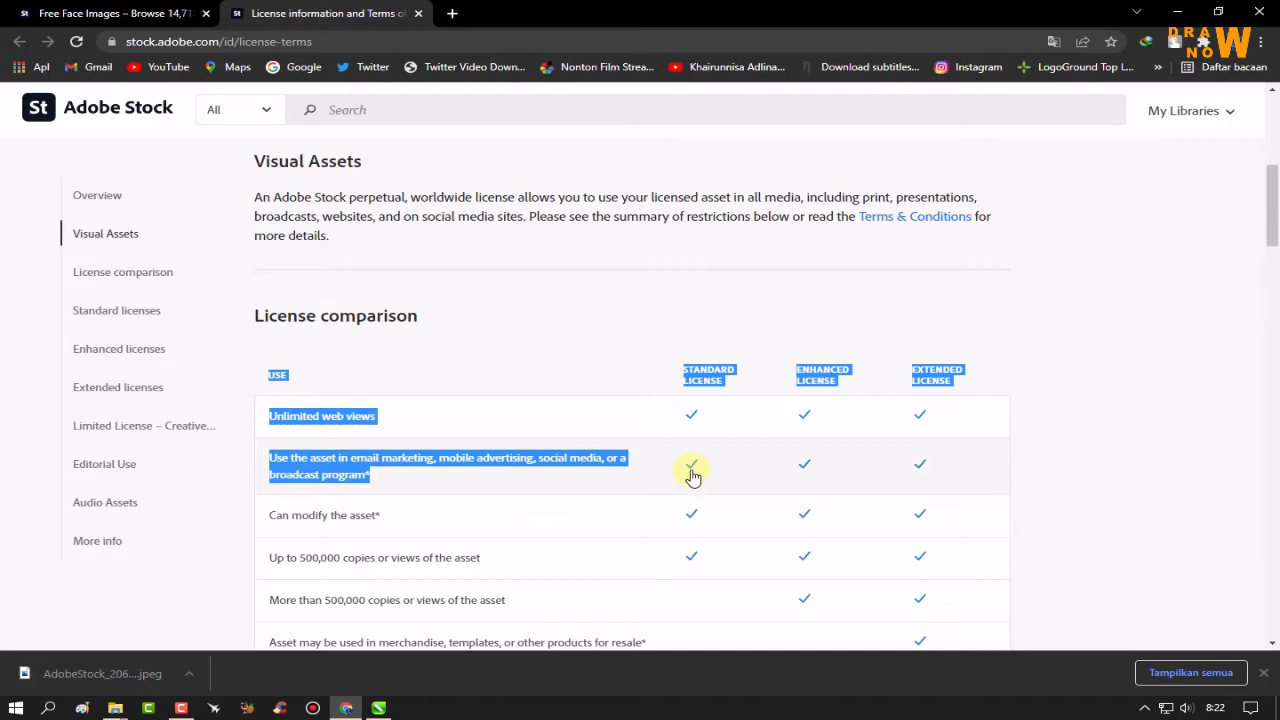 Free Face Images – Browse 14,71
License information and Terms of
DRAW
NOW
stock.adobe.com/id/license-terms
Apl
Gmail
YouTube
Maps
Google
Twitter
Twitter Video Down...
Nonton Film Strea...
Khairunnisa Adlina...
Download subtitles...
Instagram
LogoGround Top L...
Daftar bacaan
St Adobe Stock
All
Search
My Libraries
Overview
Visual Assets
License comparison
Standard licenses
Enhanced licenses
Extended licenses
Limited License – Creative...
Editorial Use
Audio Assets
More info
Visual Assets
An Adobe Stock perpetual, worldwide license allows you to use your licensed asset in all media, including print, presentations,
broadcasts, websites, and on social media sites. Please see the summary of restrictions below or read the Terms & Conditions for
more details.
License comparison
USE
STANDARD
LICENSE
ENHANCED
LICENSE
EXTENDED
LICENSE
Unlimited web views
Use the asset in email marketing, mobile advertising, social media, or a
broadcast program*
Can modify the asset*
Up to 500,000 copies or views of the asset
More than 500,000 copies or views of the asset
Asset may be used in merchandise, templates, or other products for resale*
AdobeStock_206....jpeg
Tampilkan semua
8:22